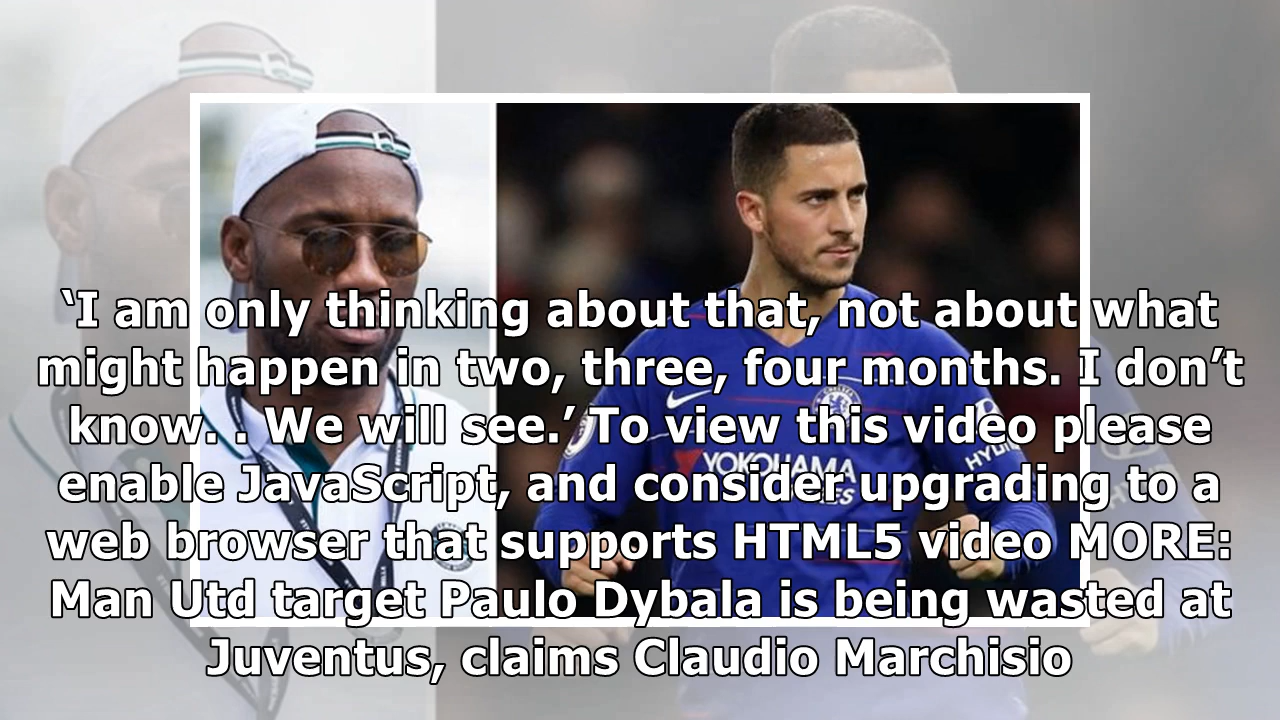 ‘I am only thinking about that, not about what
might happen in two, three, four months. I don’t
know. . We will see.’ To view this video please
enable JavaScript, and consider upgrading to a
web browser that supports HTML5 video MORE:
Man Utd target Paulo Dybala is being wasted at
Juventus, claims Claudio Marchisio
YOKOHAMA